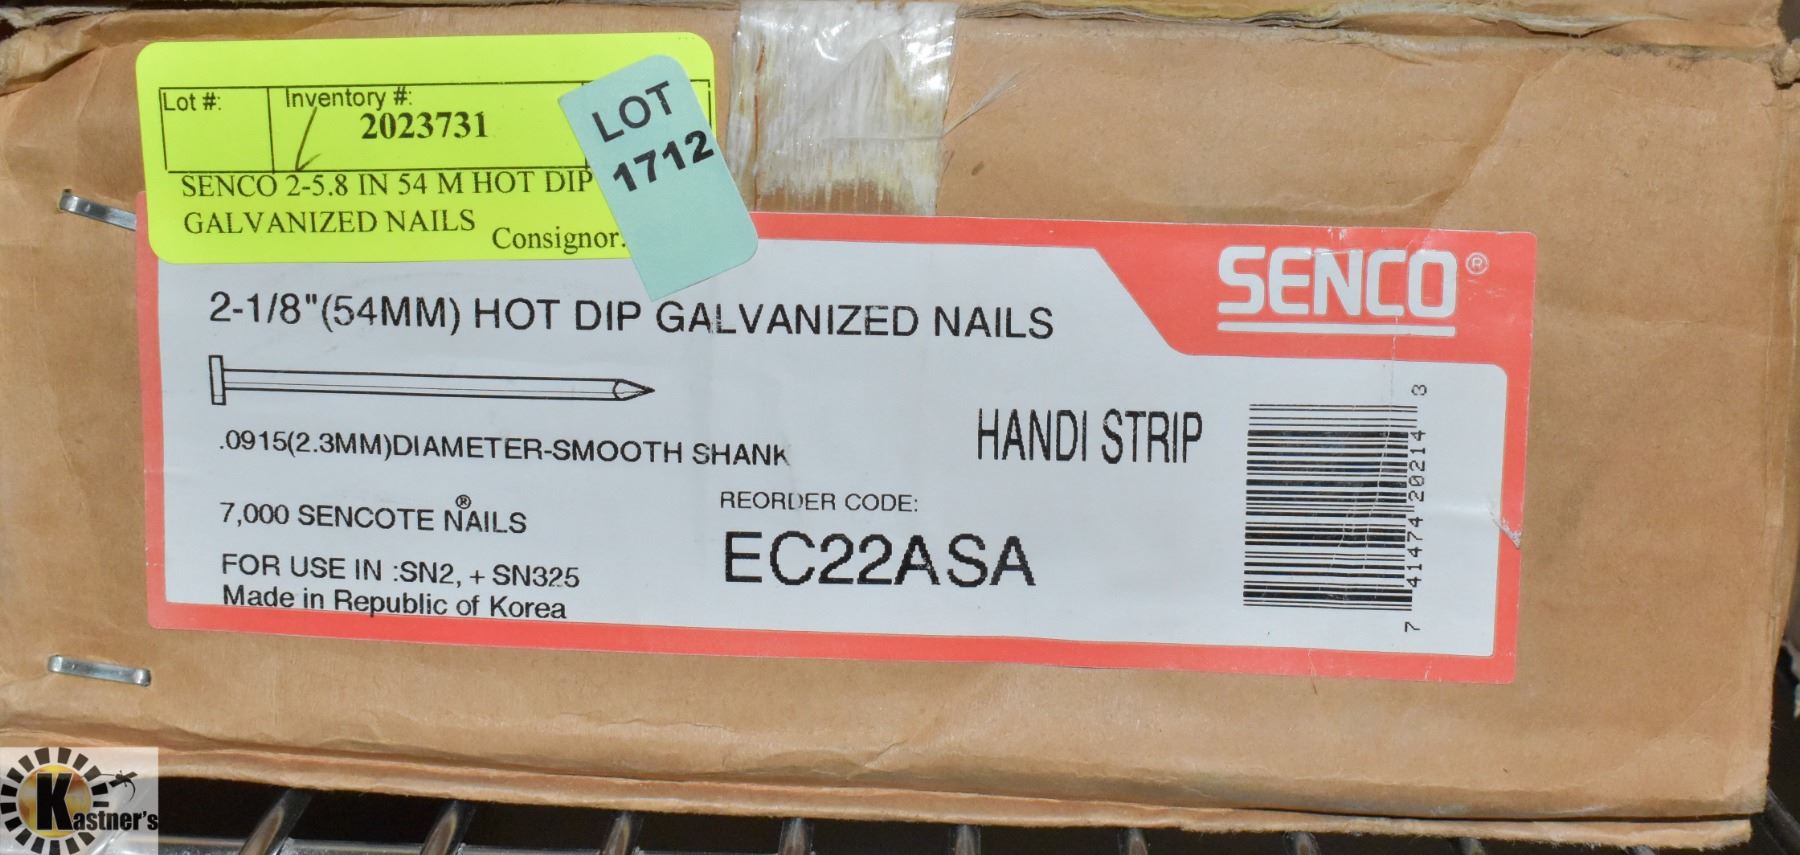 Lot #:
Inventory #:
2023731
LOT
1712
SENCO 2-5.8 IN 54 M HOT DIP
GALVANIZED NAILS
Consignor:
SENCO®
2-1/8"(54MM) HOT DIP GALVANIZED NAILS
.0915(2.3MM)DIAMETER-SMOOTH SHANK
HANDI STRIP
7,000 SENCOTE® NAILS
REORDER CODE:
EC22ASA
FOR USE IN :SN2, + SN325
Made in Republic of Korea
7 41474 20214 3
Kastner's